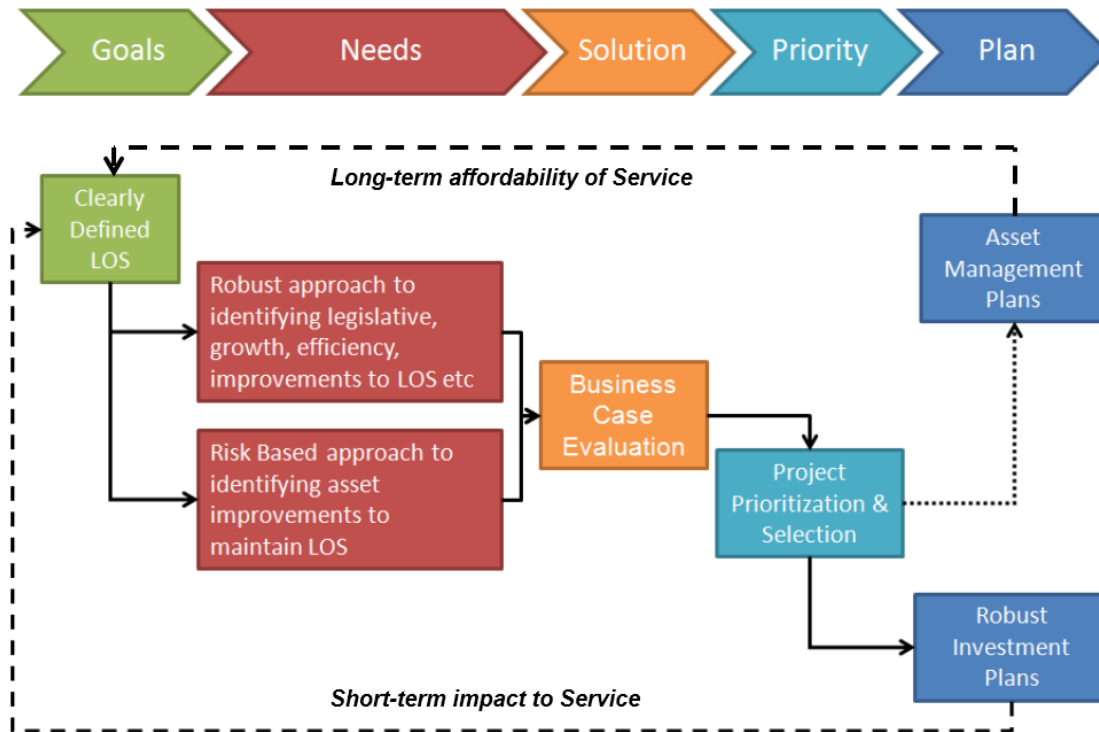 Goals
Needs
Solution
Priority
Plan
Long-term affordability of Service
Clearly
Defined
LOS
Asset
Management
Plans
Robust approach to
identifying legislative,
growth, efficiency,
improvements to LOS etc
Business
Case
Evaluation
Risk Based approach to
identifying asset
improvements to
maintain LOS
Project
Prioritization &
Selection
Robust
Investment
Plans
Short-term impact to Service